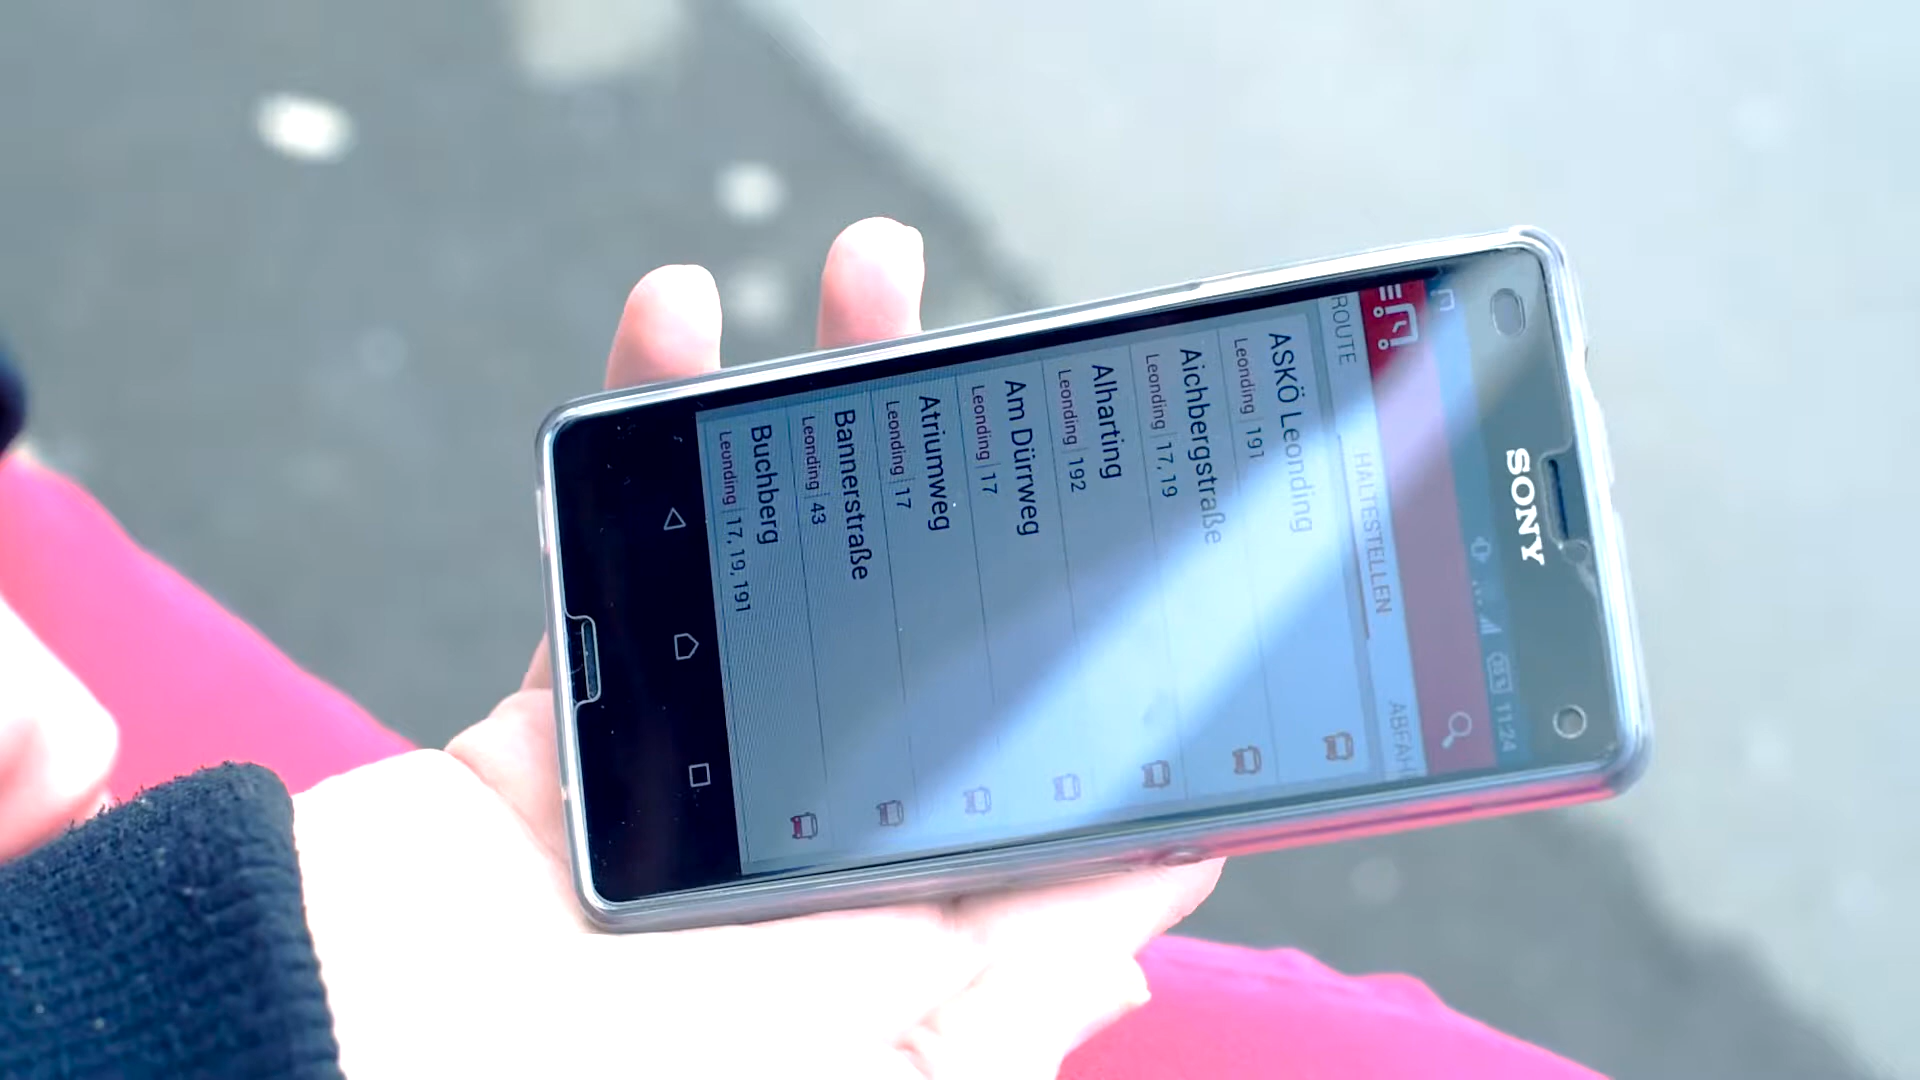 SONY
11:24
ROUTE HALTESTELLEN ABFAH
ASKÖ Leonding
Leonding | 191
Aichbergstraße
Leonding | 17, 19
Alharting
Leonding | 192
Am Dürrweg
Leonding | 17
Atriumweg
Leonding | 17
Bannerstraße
Leonding | 43
Buchberg
Leonding | 17, 19, 191